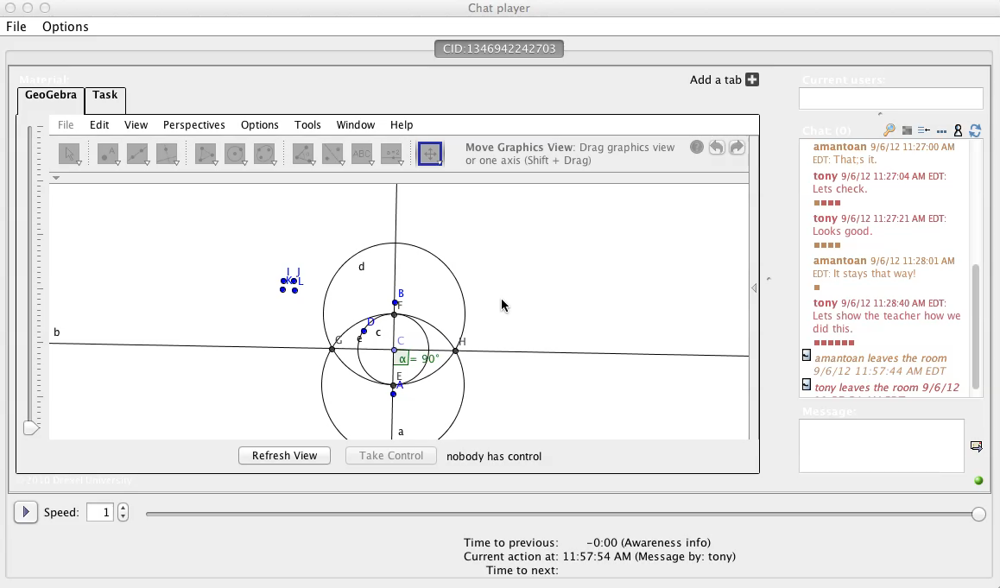 Chat player
File Options
CID:1346942242703
Material:
Add a tab
Current users:
GeoGebra Task
File Edit View Perspectives Options Tools Window Help
Move Graphics View: Drag graphics view
or one axis (Shift + Drag)
ABC
a=2
Chat: (0)
amantoan 9/6/12 11:27:00 AM
EDT: That;s it.
tony 9/6/12 11:27:04 AM EDT:
Lets check.
tony 9/6/12 11:27:21 AM EDT:
Looks good.
amantoan 9/6/12 11:28:01 AM
EDT: It stays that way!
tony 9/6/12 11:28:40 AM EDT:
Lets show the teacher how we
did this.
amantoan leaves the room
9/6/12 11:57:44 AM EDT
tony leaves the room 9/6/12
d
I J
K L
B
F
D
c
e
b
G
C
H
α = 90°
E
A
a
Message:
Refresh View Take Control nobody has control
Speed: 1
Time to previous: -0:00 (Awareness info)
Current action at: 11:57:54 AM (Message by: tony)
Time to next: